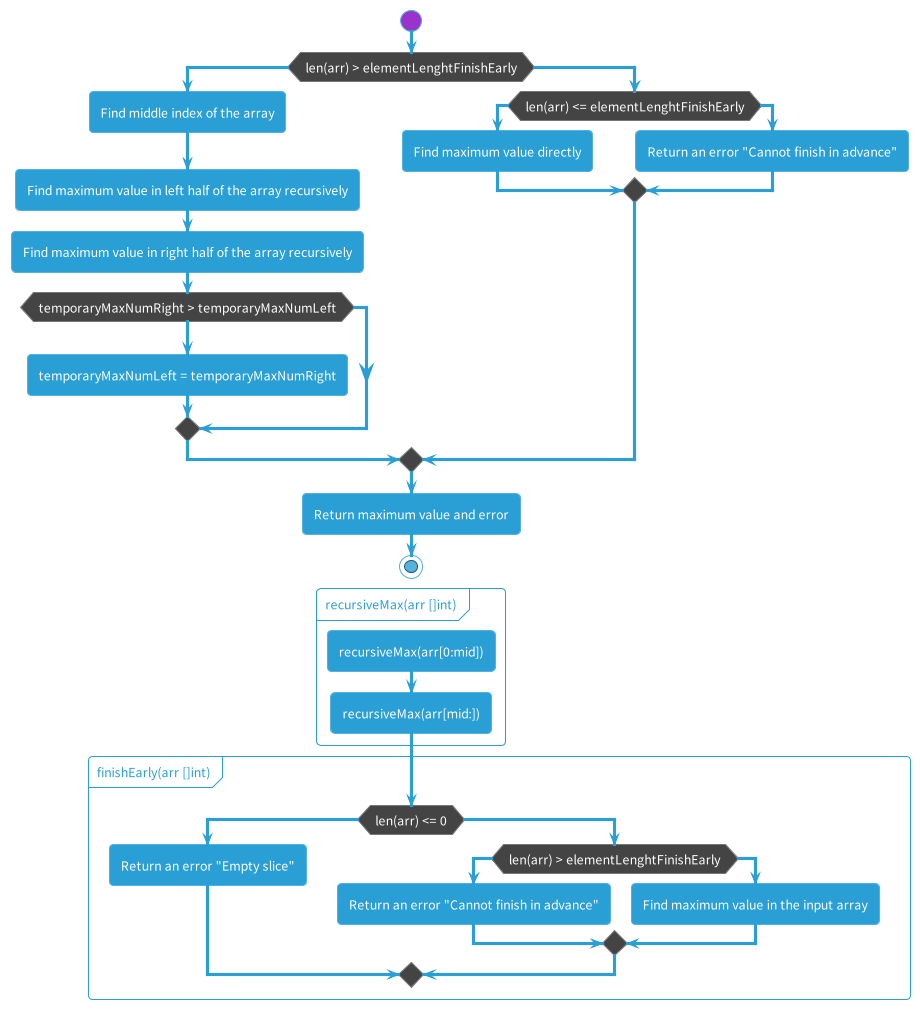 len(arr) > elementLenghtFinishEarly
Find middle index of the array
Find maximum value in left half of the array recursively
Find maximum value in right half of the array recursively
temporaryMaxNumRight > temporaryMaxNumLeft
temporaryMaxNumLeft = temporaryMaxNumRight
len(arr) <= elementLenghtFinishEarly
Find maximum value directly
Return an error "Cannot finish in advance"
Return maximum value and error
recursiveMax(arr []int)
recursiveMax(arr[0:mid])
recursiveMax(arr[mid:])
finishEarly(arr []int)
len(arr) <= 0
Return an error "Empty slice"
len(arr) > elementLenghtFinishEarly
Return an error "Cannot finish in advance"
Find maximum value in the input array